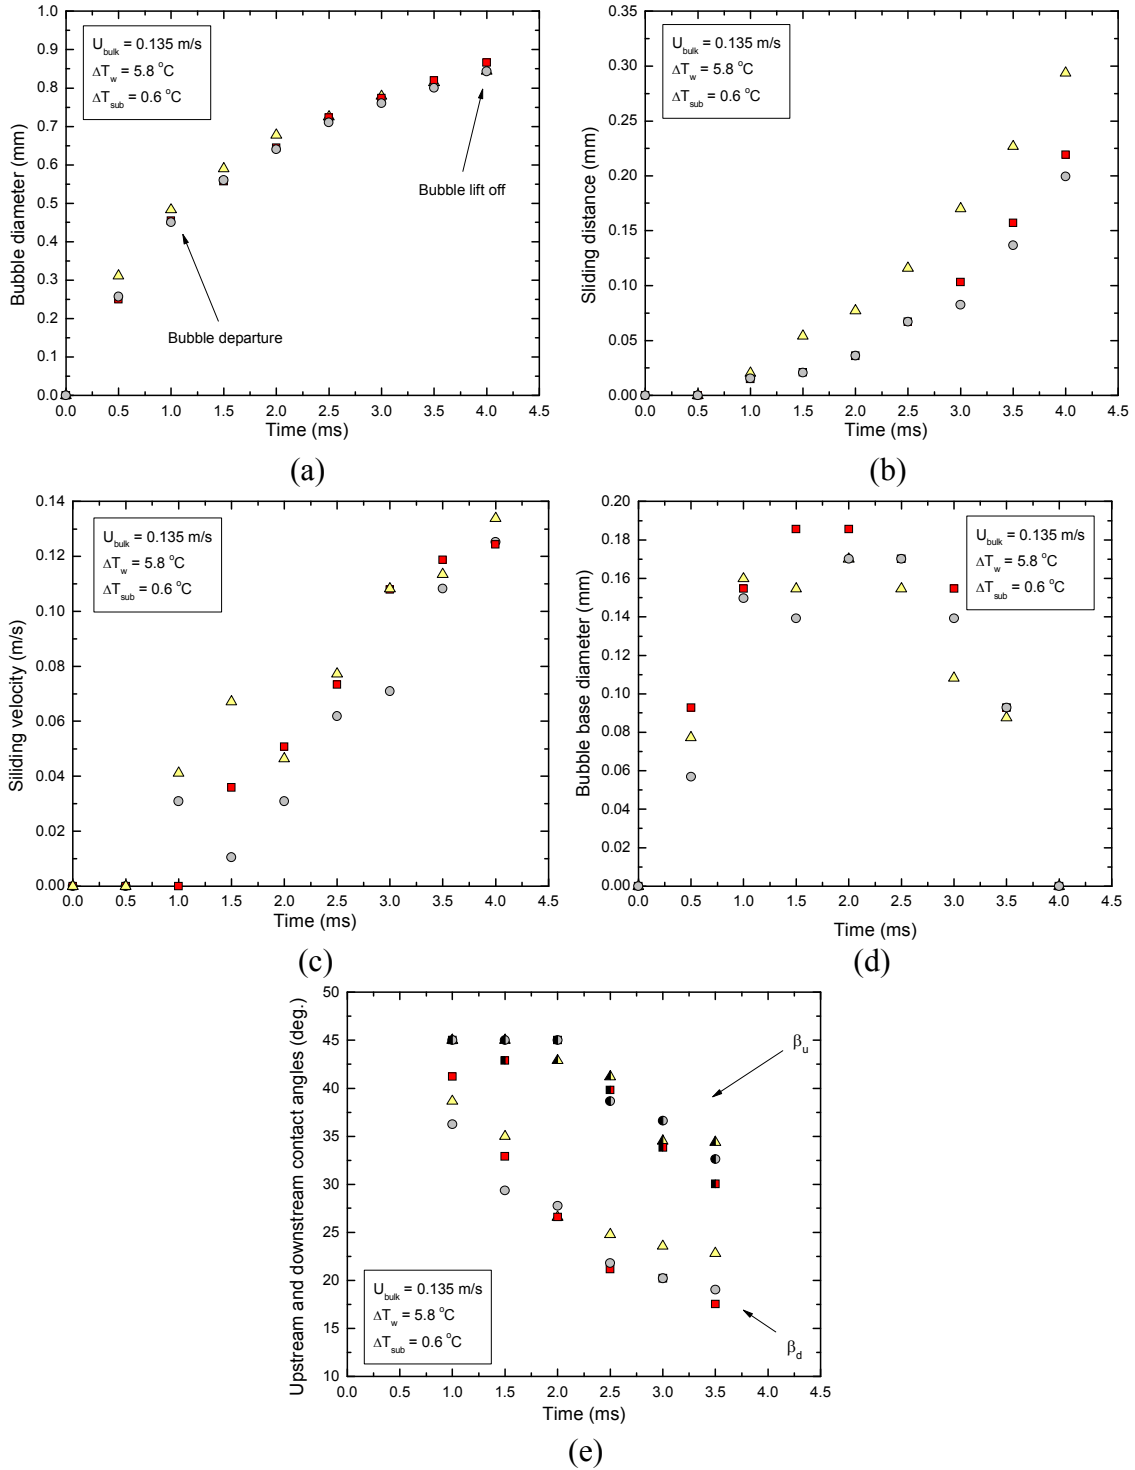 1.0
0.9
0.8
0.7
0.6
0.5
0.4
0.3
0.2
0.1
0.0
Bubble diameter (mm)
U_bulk = 0.135 m/s
ΔT_w = 5.8 °C
ΔT_sub = 0.6 °C
Bubble lift off
Bubble departure
0.0 0.5 1.0 1.5 2.0 2.5 3.0 3.5 4.0 4.5
Time (ms)
(a)
0.35
0.30
0.25
0.20
0.15
0.10
0.05
0.00
Sliding distance (mm)
U_bulk = 0.135 m/s
ΔT_w = 5.8 °C
ΔT_sub = 0.6 °C
0.0 0.5 1.0 1.5 2.0 2.5 3.0 3.5 4.0 4.5
Time (ms)
(b)
0.14
0.12
0.10
0.08
0.06
0.04
0.02
0.00
Siliding velocity (m/s)
U_bulk = 0.135 m/s
ΔT_w = 5.8 °C
ΔT_sub = 0.6 °C
0.0 0.5 1.0 1.5 2.0 2.5 3.0 3.5 4.0 4.5
Time (ms)
(c)
0.20
0.18
0.16
0.14
0.12
0.10
0.08
0.06
0.04
0.02
0.00
Bubble base diameter (mm)
U_bulk = 0.135 m/s
ΔT_w = 5.8 °C
ΔT_sub = 0.6 °C
0.0 0.5 1.0 1.5 2.0 2.5 3.0 3.5 4.0 4.5
Time (ms)
(d)
50
45
40
35
30
25
20
15
10
Upstream and downstream contact angles (deg.)
β_u
U_bulk = 0.135 m/s
ΔT_w = 5.8 °C
ΔT_sub = 0.6 °C
β_d
0.0 0.5 1.0 1.5 2.0 2.5 3.0 3.5 4.0 4.5
Time (ms)
(e)